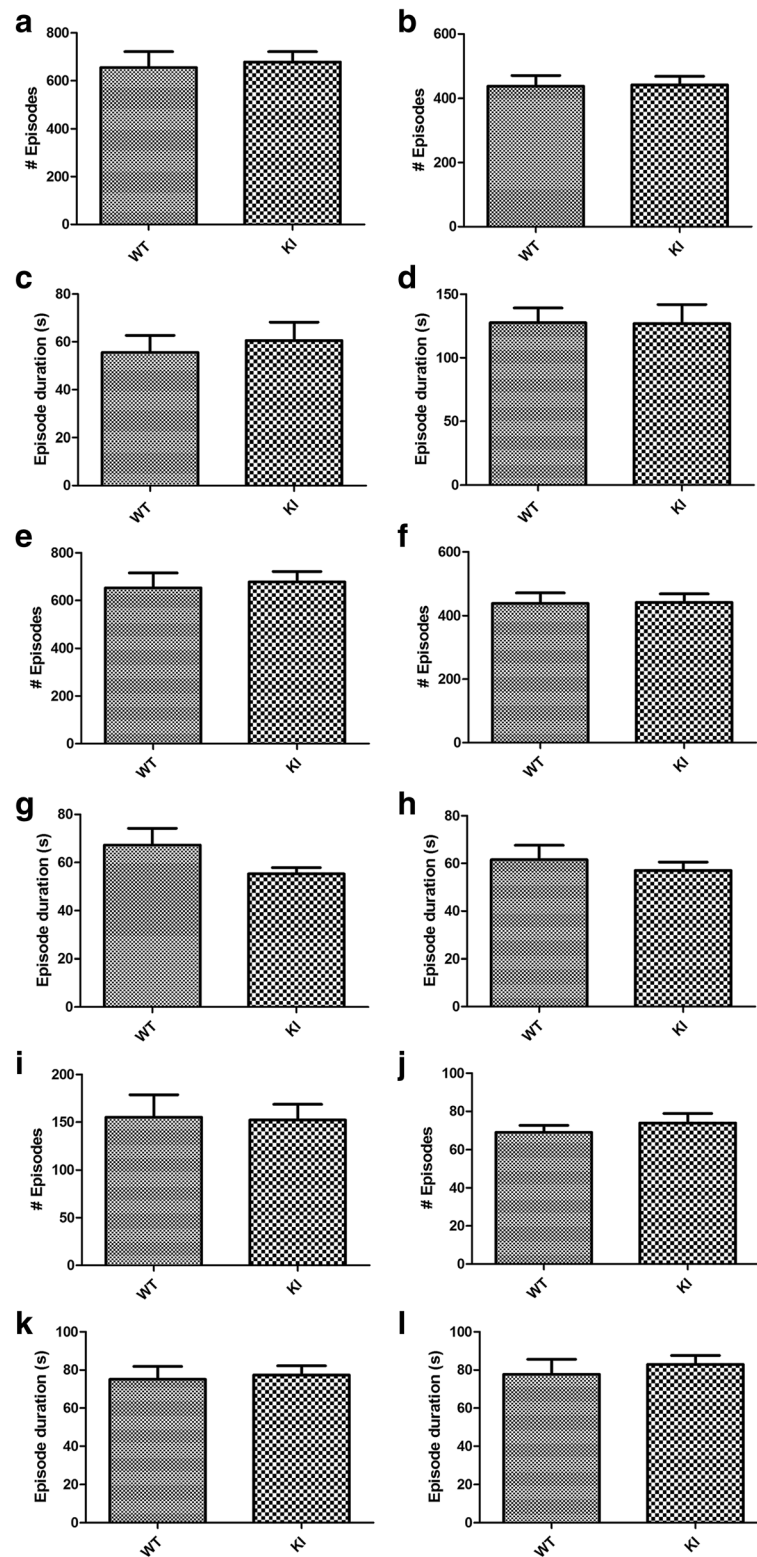 a
800
600
400
200
0
# Episodes
WT
KI
b
600
400
200
0
# Episodes
WT
KI
c
80
60
40
20
0
Episode duration (s)
WT
KI
d
150
100
50
0
Episode duration (s)
WT
KI
e
800
600
400
200
0
# Episodes
WT
KI
f
600
400
200
0
# Episodes
WT
KI
g
80
60
40
20
0
Episode duration (s)
WT
KI
h
80
60
40
20
0
Episode duration (s)
WT
KI
i
200
150
100
50
0
# Episodes
WT
KI
j
100
80
60
40
20
0
# Episodes
WT
KI
k
100
80
60
40
20
0
Episode duration (s)
WT
KI
l
100
80
60
40
20
0
Episode duration (s)
WT
KI